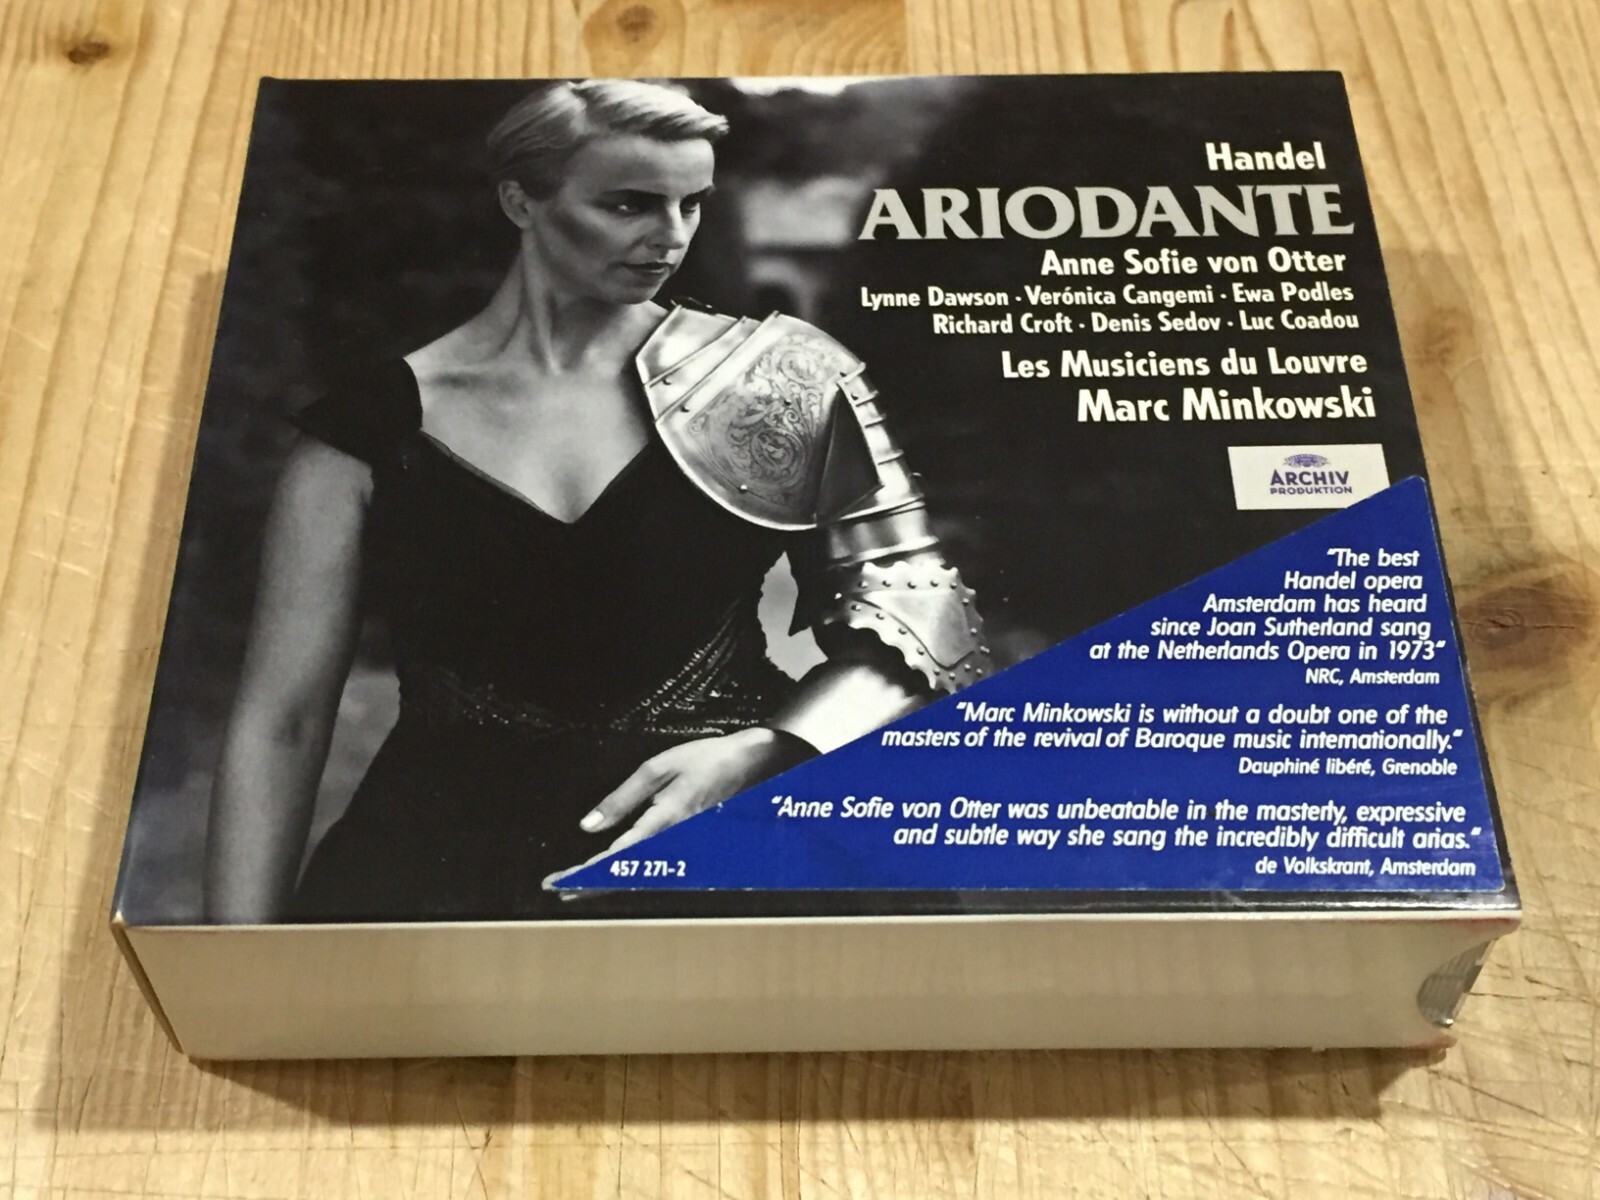 Handel
ARIODANTE
Anne Sofie von Otter
Lynne Dawson · Verónica Cangemi · Ewa Podles
Richard Croft · Denis Sedov · Luc Coadou
Les Musiciens du Louvre
Marc Minkowski
ARCHIV
PRODUKTION
"The best
Handel opera
Amsterdam has heard
since Joan Sutherland sang
at the Netherlands Opera in 1973"
NRC, Amsterdam
"Marc Minkowski is without a doubt one of the
masters of the revival of Baroque music internationally."
Dauphiné libéré, Grenoble
"Anne Sofie von Otter was unbeatable in the masterly, expressive
and subtle way she sang the incredibly difficult arias."
de Volkskrant, Amsterdam
457 271-2